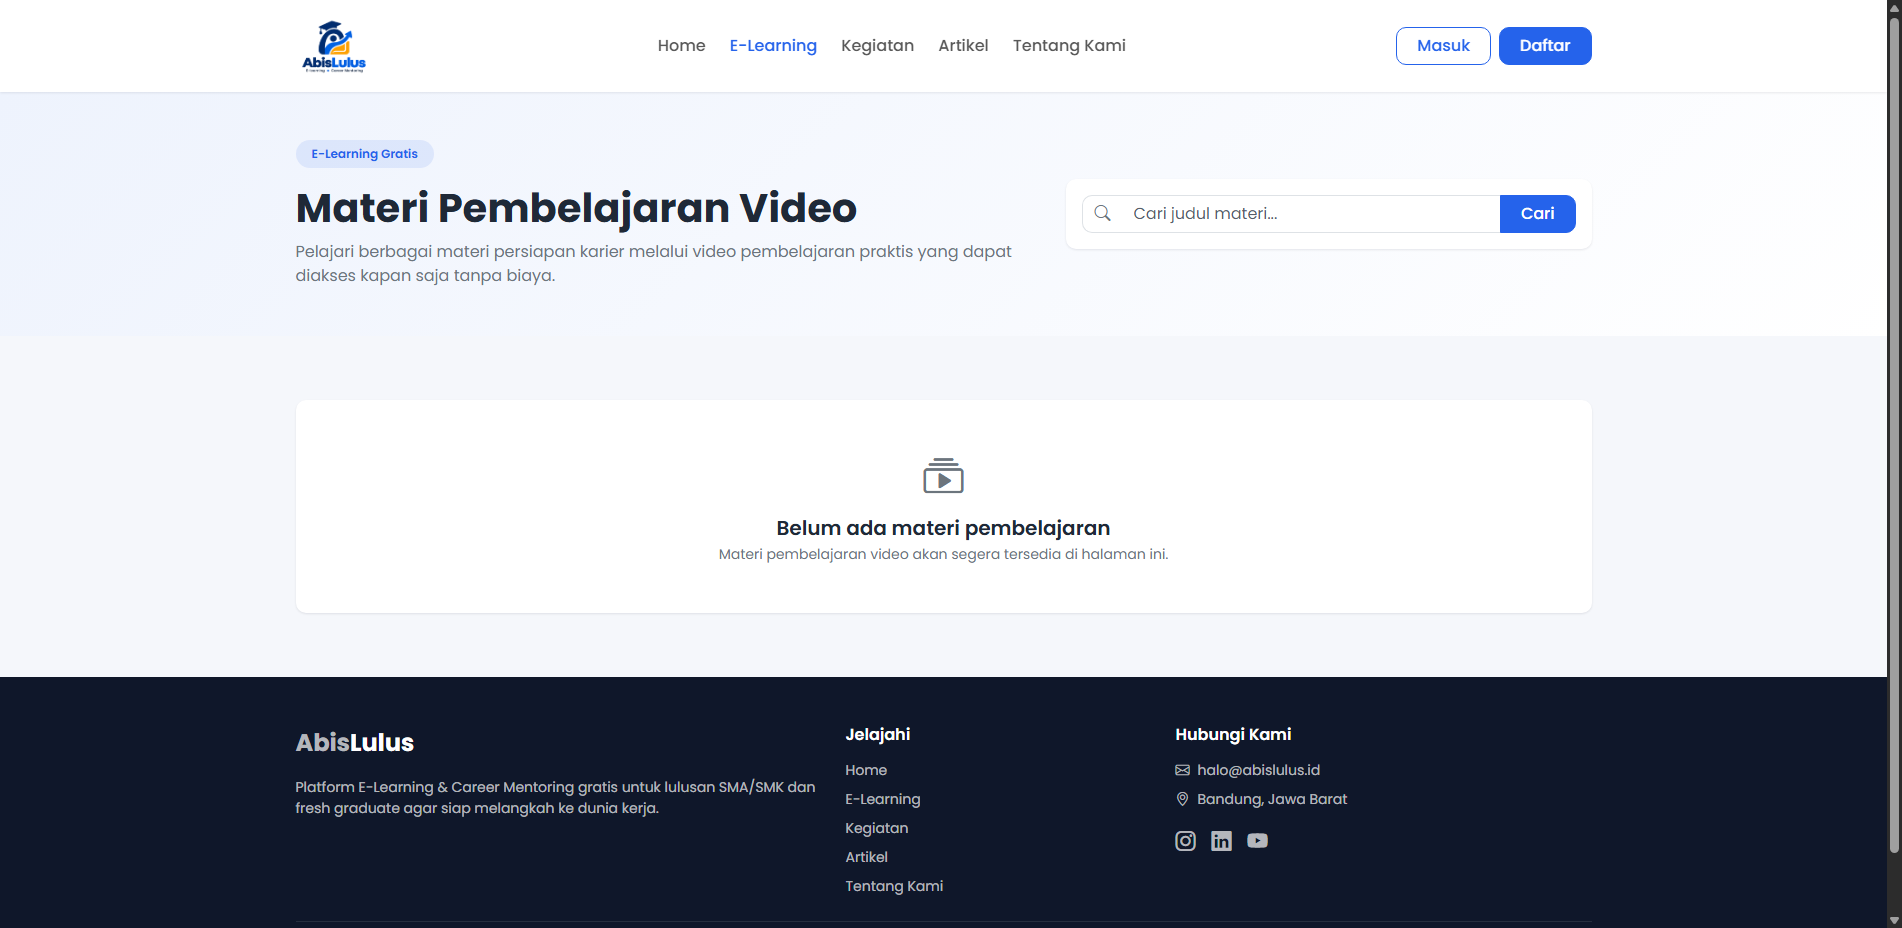 AbisLulus
E-Learning & Career Mentoring
Home
E-Learning
Kegiatan
Artikel
Tentang Kami
Masuk
Daftar
E-Learning Gratis
Materi Pembelajaran Video
Pelajari berbagai materi persiapan karier melalui video pembelajaran praktis yang dapat
diakses kapan saja tanpa biaya.
Cari judul materi...
Cari
Belum ada materi pembelajaran
Materi pembelajaran video akan segera tersedia di halaman ini.
AbisLulus
Platform E-Learning & Career Mentoring gratis untuk lulusan SMA/SMK dan
fresh graduate agar siap melangkah ke dunia kerja.
Jelajahi
Home
E-Learning
Kegiatan
Artikel
Tentang Kami
Hubungi Kami
halo@abislulus.id
Bandung, Jawa Barat